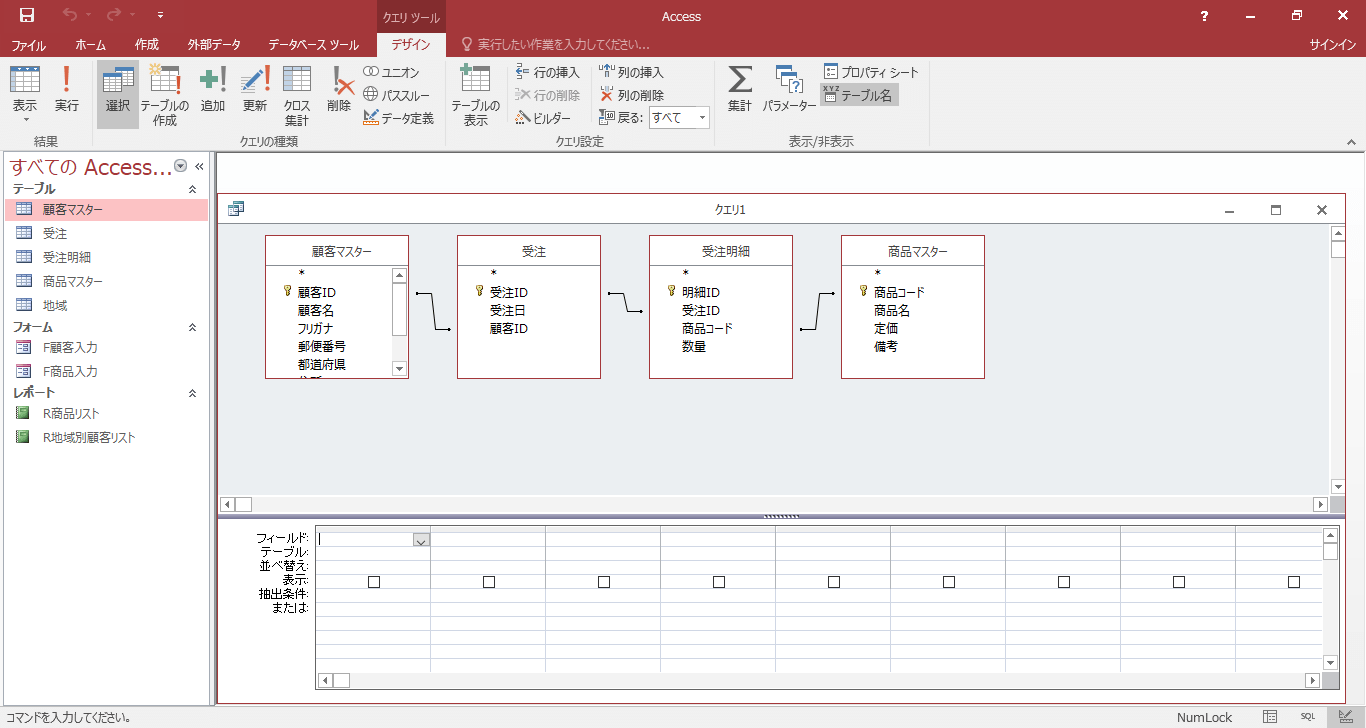 クエリ ツール
Access
?
ファイル ホーム 作成 外部データ データベース ツール デザイン 実行したい作業を入力してください... サインイン
表示
実行
結果
選択
テーブルの
作成
追加
更新
クロス
集計
削除
ユニオン
パススルー
データ定義
クエリの種類
テーブルの
表示
行の挿入
行の削除
ビルダー
列の挿入
列の削除
戻る: すべて
クエリ設定
集計
パラメーター
プロパティ シート
テーブル名
表示/非表示
すべての Access...
テーブル
顧客マスター
受注
受注明細
商品マスター
地域
フォーム
F顧客入力
F商品入力
レポート
R商品リスト
R地域別顧客リスト
クエリ1
顧客マスター
*
顧客ID
顧客名
フリガナ
郵便番号
都道府県
受注
*
受注ID
受注日
顧客ID
受注明細
*
明細ID
受注ID
商品コード
数量
商品マスター
*
商品コード
商品名
定価
備考
フィールド:
テーブル:
並べ替え:
表示:
抽出条件:
または:
コマンドを入力してください。
NumLock
SQL